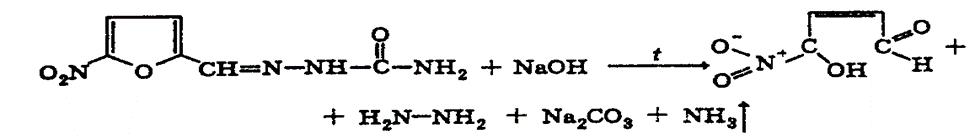 O₂N O CH=N−NH−C−NH₂ + NaOH t O⁻ N⁺ O C OH C O H +
O
+ H₂N−NH₂ + Na₂CO₃ + NH₃↑